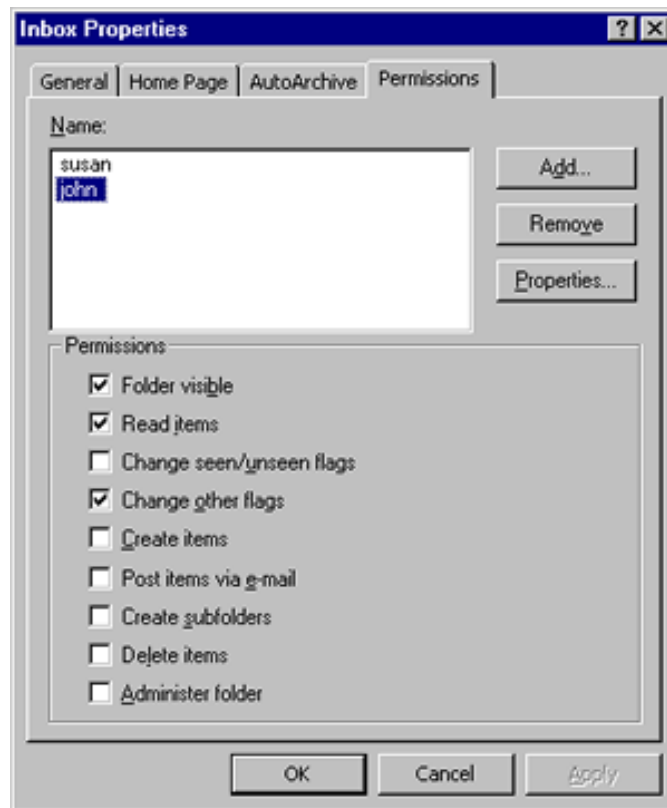 Inbox Properties
General Home Page AutoArchive Permissions
Name:
susan
john
Add...
Remove
Properties...
Permissions
Folder visible
Read items
Change seen/unseen flags
Change other flags
Create items
Post items via e-mail
Create subfolders
Delete items
Administer folder
OK Cancel Apply